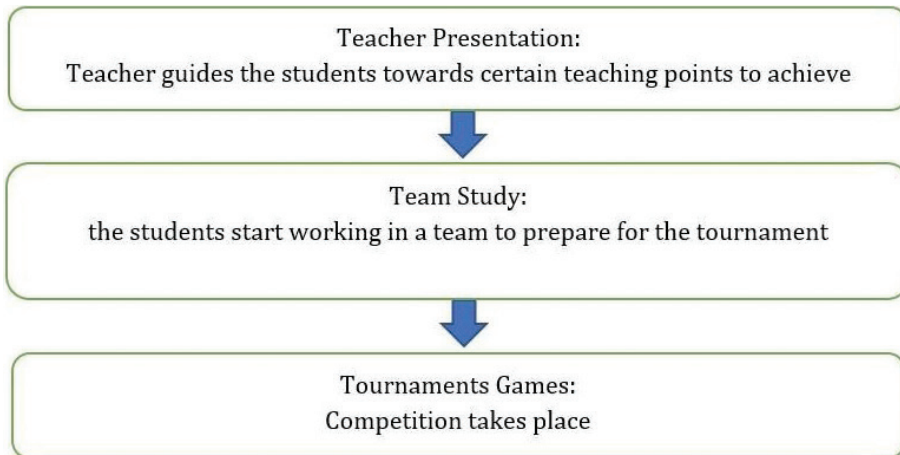 Teacher Presentation:
Teacher guides the students towards certain teaching points to achieve
Team Study:
the students start working in a team to prepare for the tournament
Tournaments Games:
Competition takes place